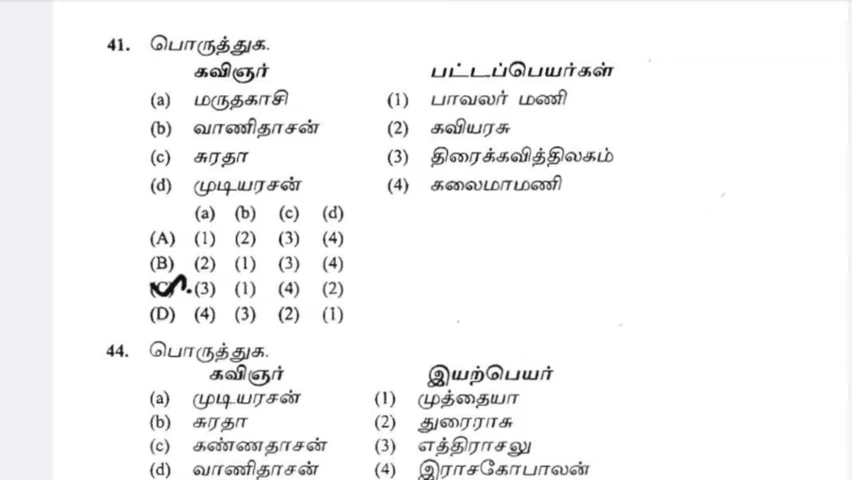 41. பொருத்துக.
கவிஞர் பட்டப்பெயர்கள்
(a) மருதகாசி (1) பாவலர் மணி
(b) வாணிதாசன் (2) கவியரசு
(c) சுரதா (3) திரைக்கவித்திலகம்
(d) முடியரசன் (4) கலைமாமணி
(a) (b) (c) (d)
(A) (1) (2) (3) (4)
(B) (2) (1) (3) (4)
(C) (3) (1) (4) (2)
(D) (4) (3) (2) (1)
44. பொருத்துக.
கவிஞர் இயற்பெயர்
(a) முடியரசன் (1) முத்தையா
(b) சுரதா (2) துரைராசு
(c) கண்ணதாசன் (3) எத்திராசலு
(d) வாணிதாசன் (4) இராசகோபாலன்